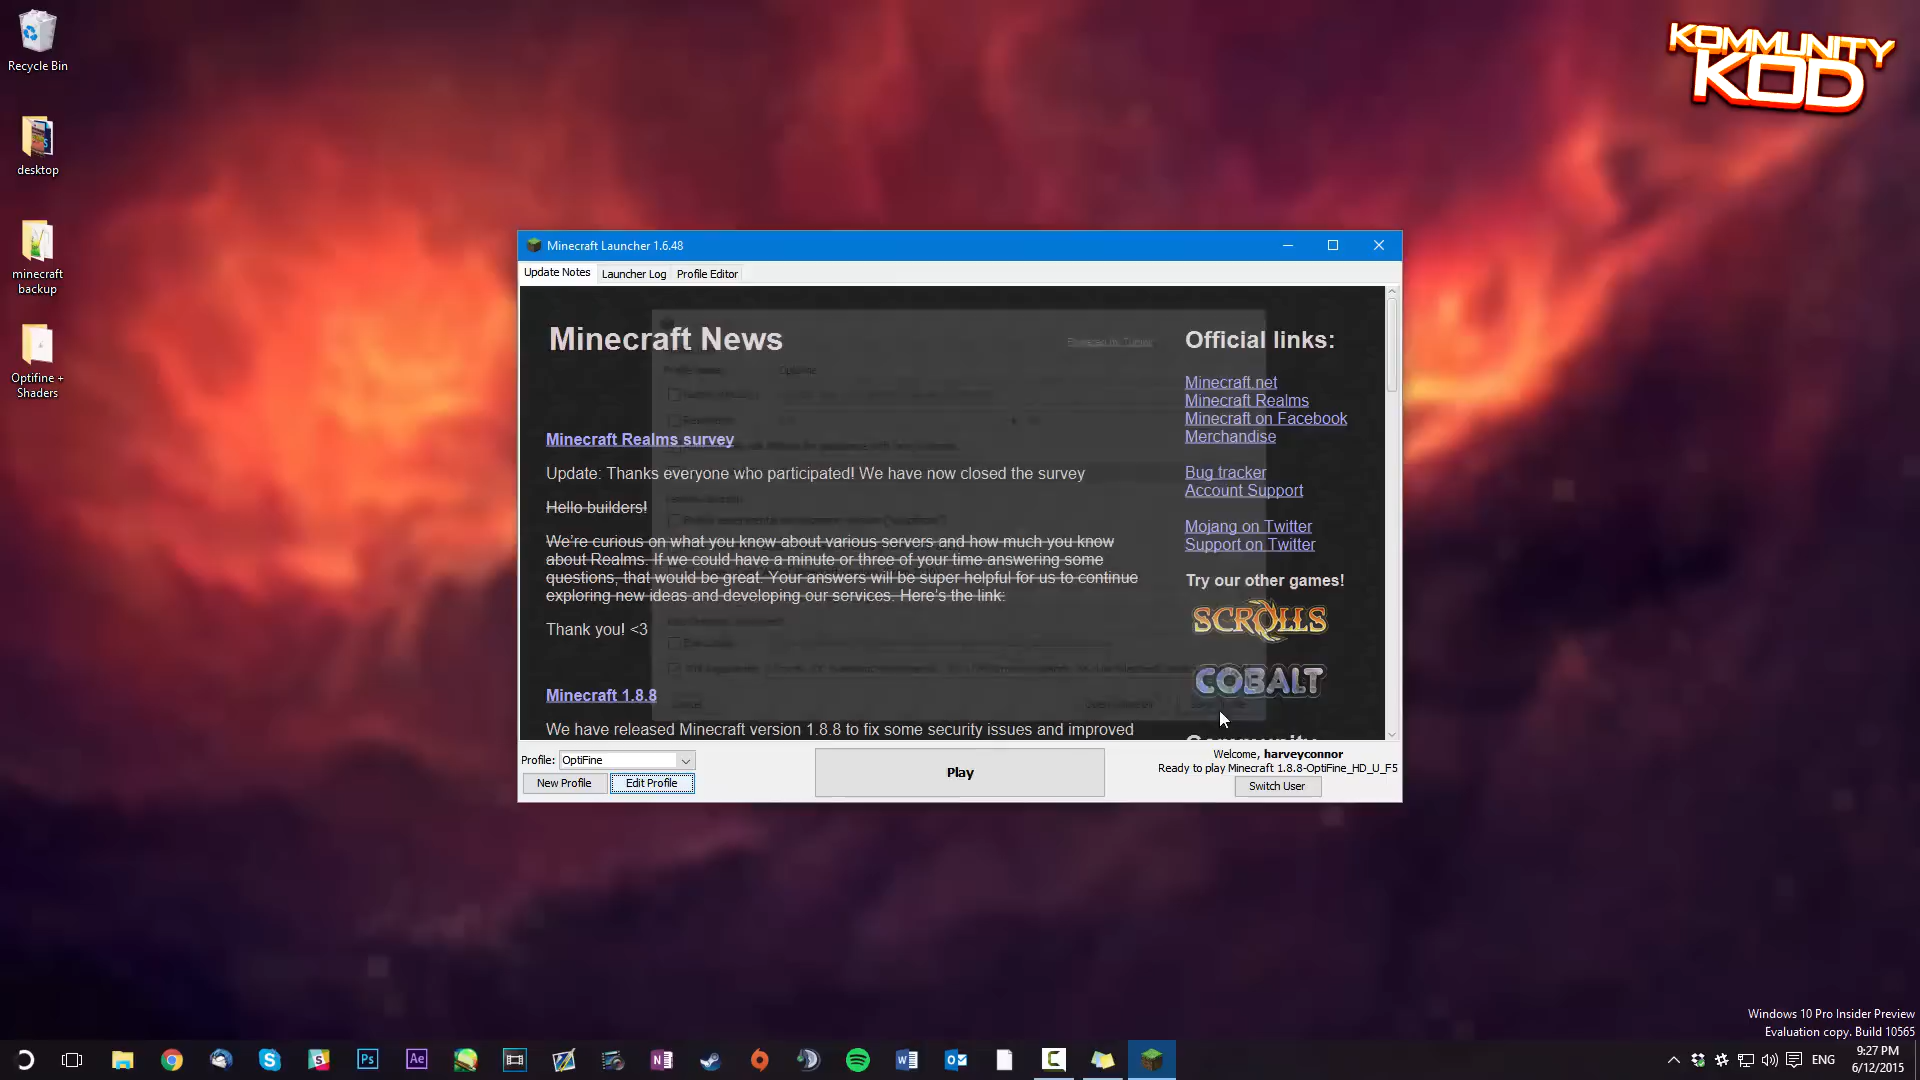 Recycle Bin
desktop
minecraft
backup
Optifine +
Shaders
KOMMUNITY
KOD
Minecraft Launcher 1.6.48
Update Notes
Launcher Log
Profile Editor
Minecraft News
Powered by Tumblr
Minecraft Realms survey
Update: Thanks everyone who participated! We have now closed the survey
Hello builders!
We're curious on what you know about various servers and how much you know
about Realms. If we could have a minute or three of your time answering some
questions, that would be great. Your answers will be super helpful for us to continue
exploring new ideas and developing our services. Here's the link:
Thank you! <3
Minecraft 1.8.8
We have released Minecraft version 1.8.8 to fix some security issues and improved
Official links:
Minecraft.net
Minecraft Realms
Minecraft on Facebook
Merchandise
Bug tracker
Account Support
Mojang on Twitter
Support on Twitter
Try our other games!
SCROLLS
COBALT
Profile: OptiFine
New Profile
Edit Profile
Play
Welcome, harveyconnor
Ready to play Minecraft 1.8.8-OptiFine_HD_U_F5
Switch User
Windows 10 Pro Insider Preview
Evaluation copy. Build 10565
Ps
Ae
ENG
9:27 PM
6/12/2015